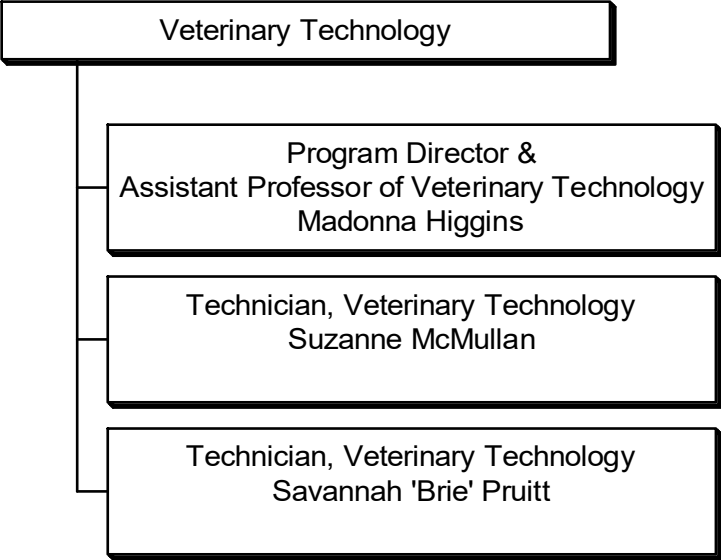 Veterinary Technology
Program Director &
Assistant Professor of Veterinary Technology
Madonna Higgins
Technician, Veterinary Technology
Suzanne McMullan
Technician, Veterinary Technology
Savannah 'Brie' Pruitt